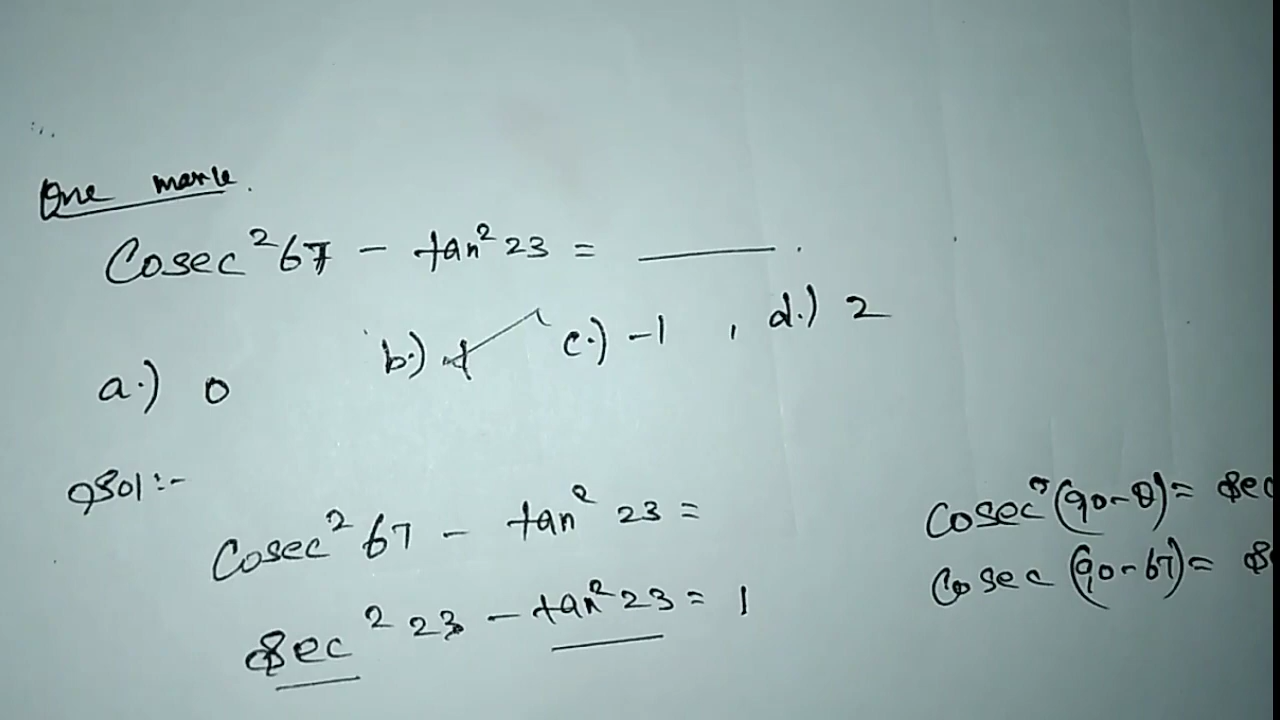 One mark.
Cosec²67 - tan²23 = ______.
a.) 0 b.) 1 c.) -1 , d.) 2
Sol:-
Cosec²67 - tan²23 =
Sec²23 - tan²23 = 1
Cosec (90-θ) = Sec
Cosec (90-67) =